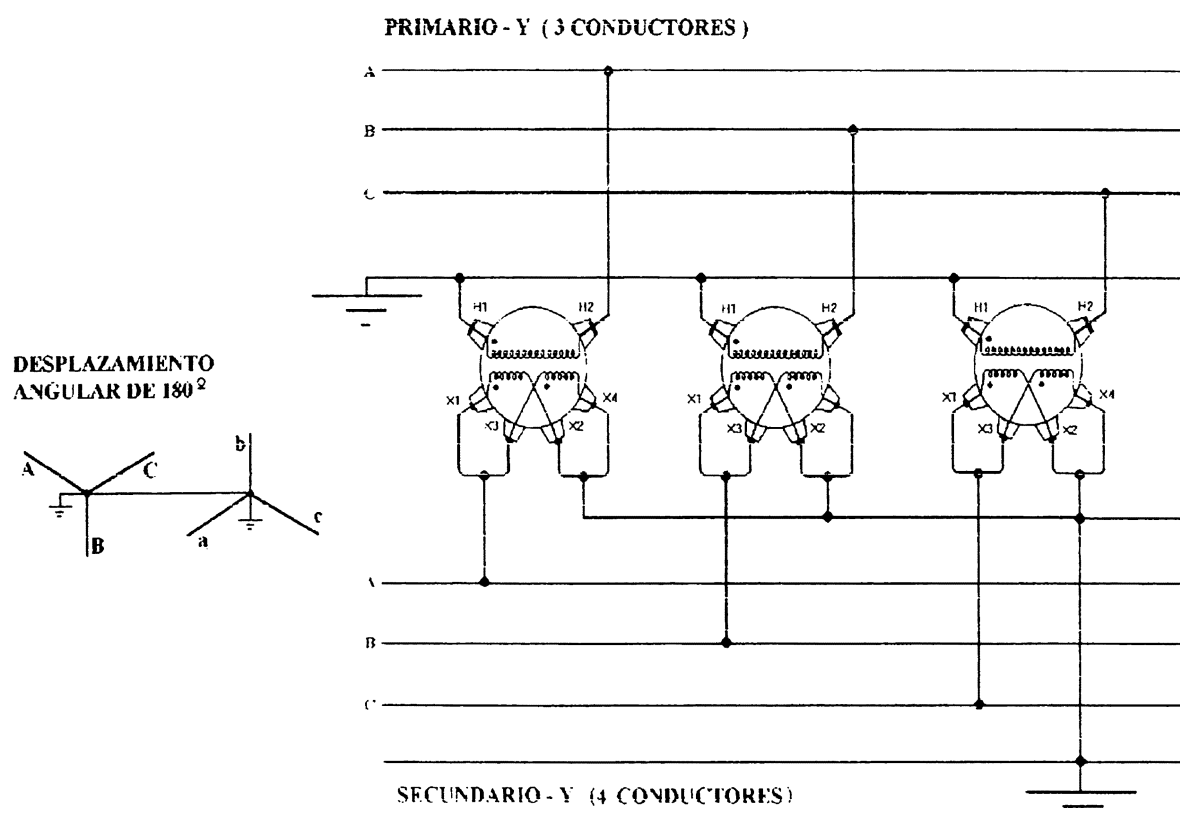 PRIMARIO - Y ( 3 CONDUCTORES )
A
B
C
H1 H2 H1 H2 H1 H2
DESPLAZAMIENTO
ANGULAR DE 180º
X1 X3 X2 X4 X1 X3 X2 X4 X1 X3 X2 X4
A C b
B a c
A
B
C
SECUNDARIO - Y (4 CONDUCTORES)